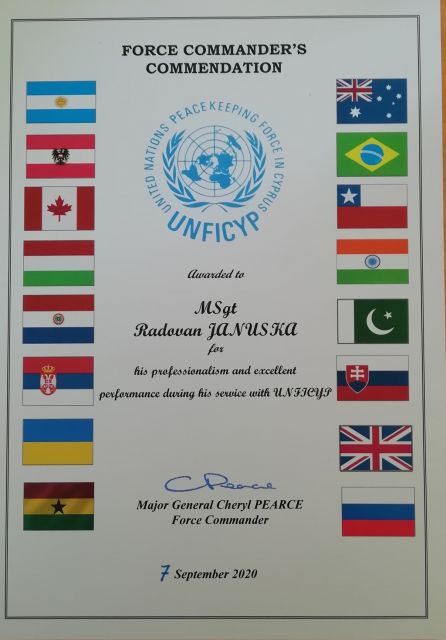 FORCE COMMANDER'S
COMMENDATION
UNITED NATIONS PEACEKEEPING FORCE IN CYPRUS
UNFICYP
Awarded to
MSgt
Radovan JANUSKA
for
his professionalism and excellent
performance during his service with UNFICYP
CPearce
Major General Cheryl PEARCE
Force Commander
7 September 2020